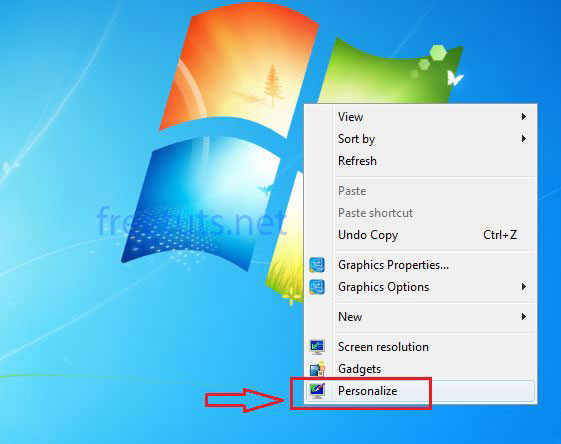 View
Sort by
Refresh
Paste
Paste shortcut
Undo Copy Ctrl+Z
freetuts.net
Graphics Properties...
Graphics Options
New
Screen resolution
Gadgets
Personalize